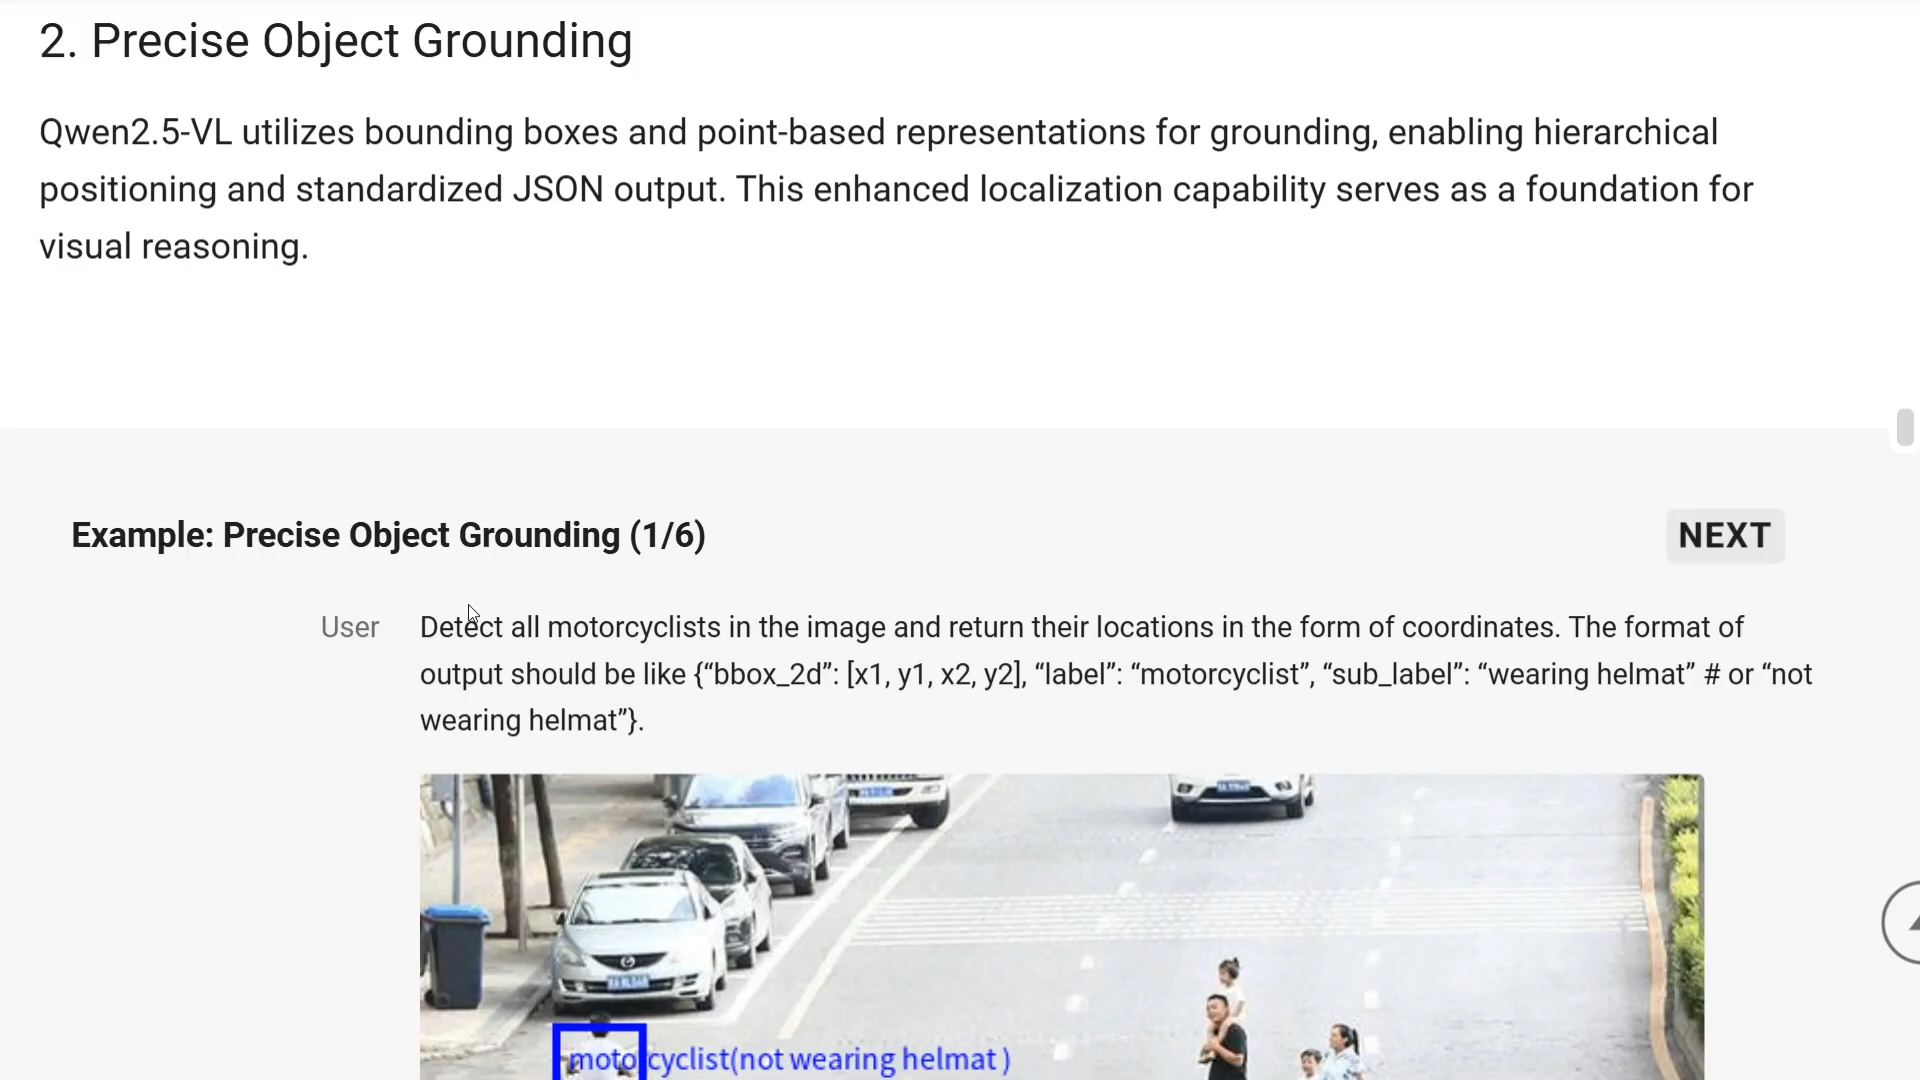 2. Precise Object Grounding
Qwen2.5-VL utilizes bounding boxes and point-based representations for grounding, enabling hierarchical
positioning and standardized JSON output. This enhanced localization capability serves as a foundation for
visual reasoning.
Example: Precise Object Grounding (1/6)
NEXT
User
Detect all motorcyclists in the image and return their locations in the form of coordinates. The format of
output should be like {“bbox_2d”: [x1, y1, x2, y2], “label”: “motorcyclist”, “sub_label”: “wearing helmat” # or “not
wearing helmat”}.
motorcyclist(not wearing helmat )